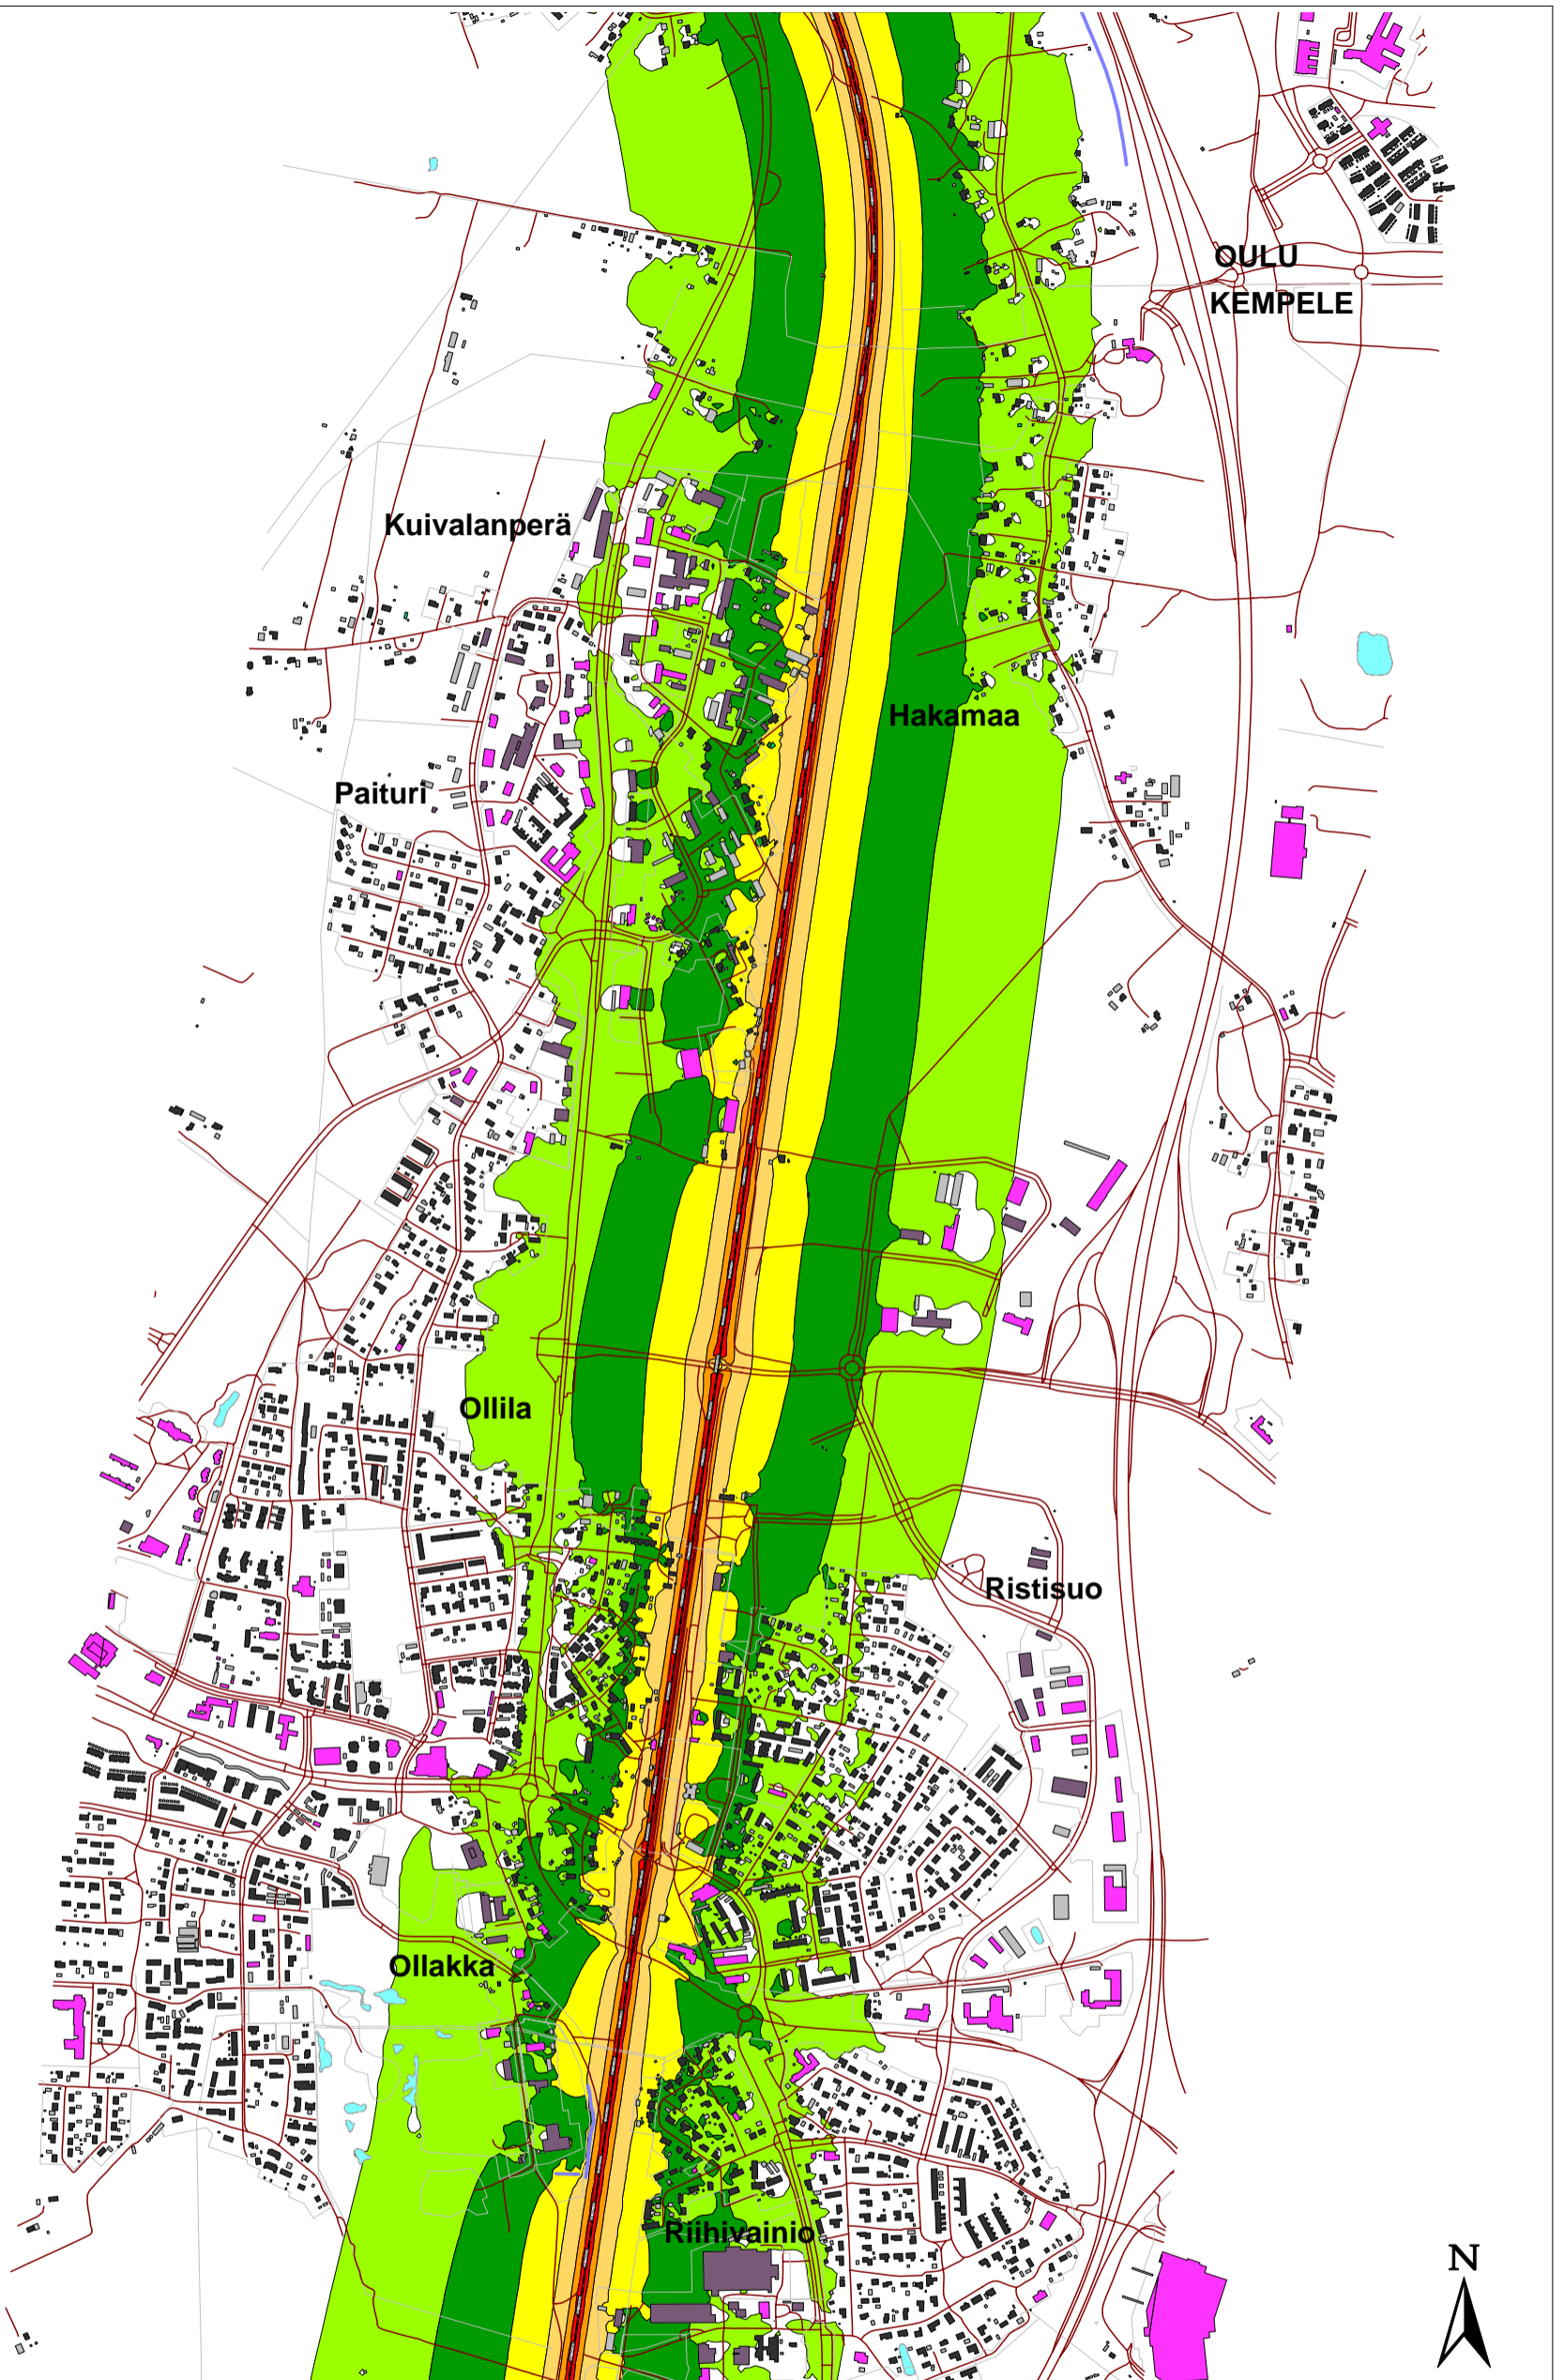 OULU
KEMPELE
Kuivalanperä
Hakamaa
Paituri
Ollila
Ristisuo
Ollakka
Riihivainio
N